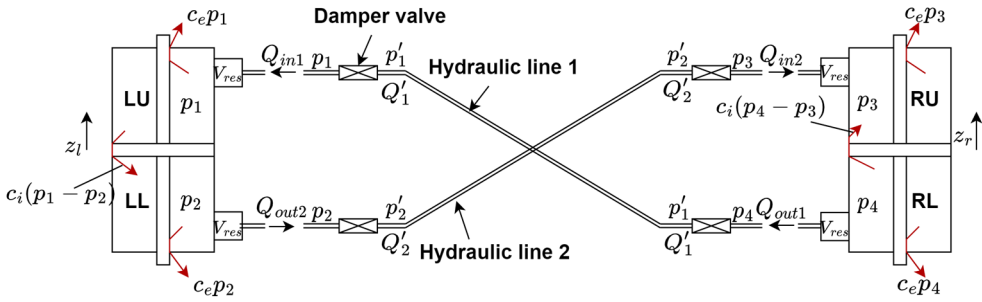 c_e p_1
Damper valve
c_e p_3
Q_in1 p_1 p'_1
Hydraulic line 1
p'_2 p_3 Q_in2
V_res
Q'_1
Q'_2
V_res
LU p_1
p_3 RU
c_i(p_4 − p_3)
z_l
z_r
c_i(p_1 − p_2)
LL p_2
p_4 RL
Q_out2 p_2 p'_2
p'_1 p_4 Q_out1
V_res
Q'_2
Hydraulic line 2
Q'_1
V_res
c_e p_2
c_e p_4